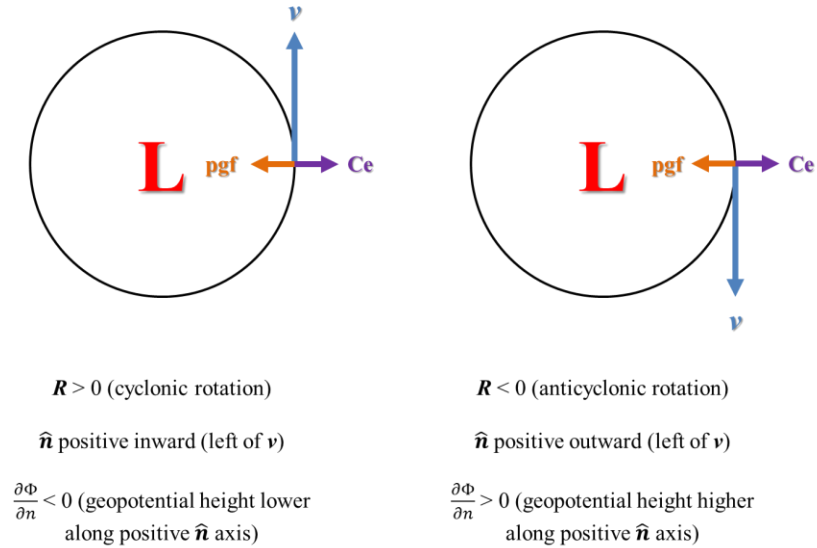 v
L
pgf
Ce
R > 0 (cyclonic rotation)
n̂ positive inward (left of v)
∂Φ/∂n < 0 (geopotential height lower
along positive n̂ axis)
L
pgf
Ce
v
R < 0 (anticyclonic rotation)
n̂ positive outward (left of v)
∂Φ/∂n > 0 (geopotential height higher
along positive n̂ axis)